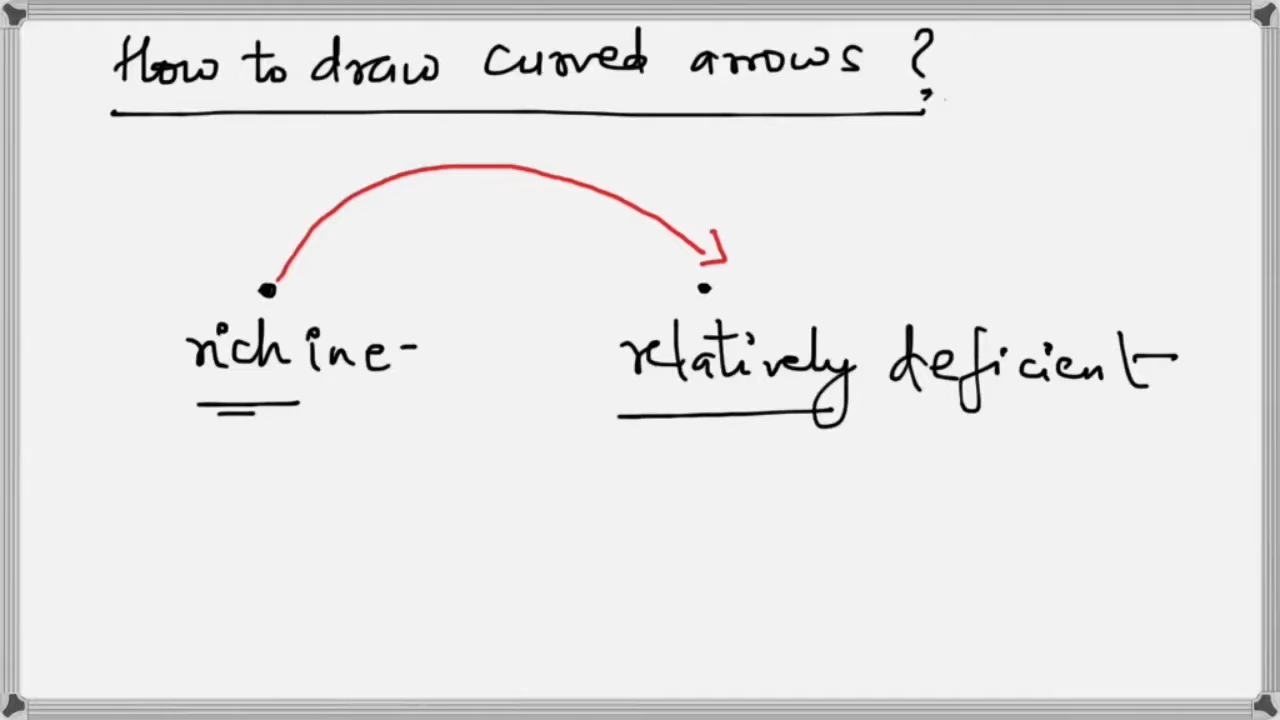 How to draw curved arrows ?
rich in e-
relatively deficient